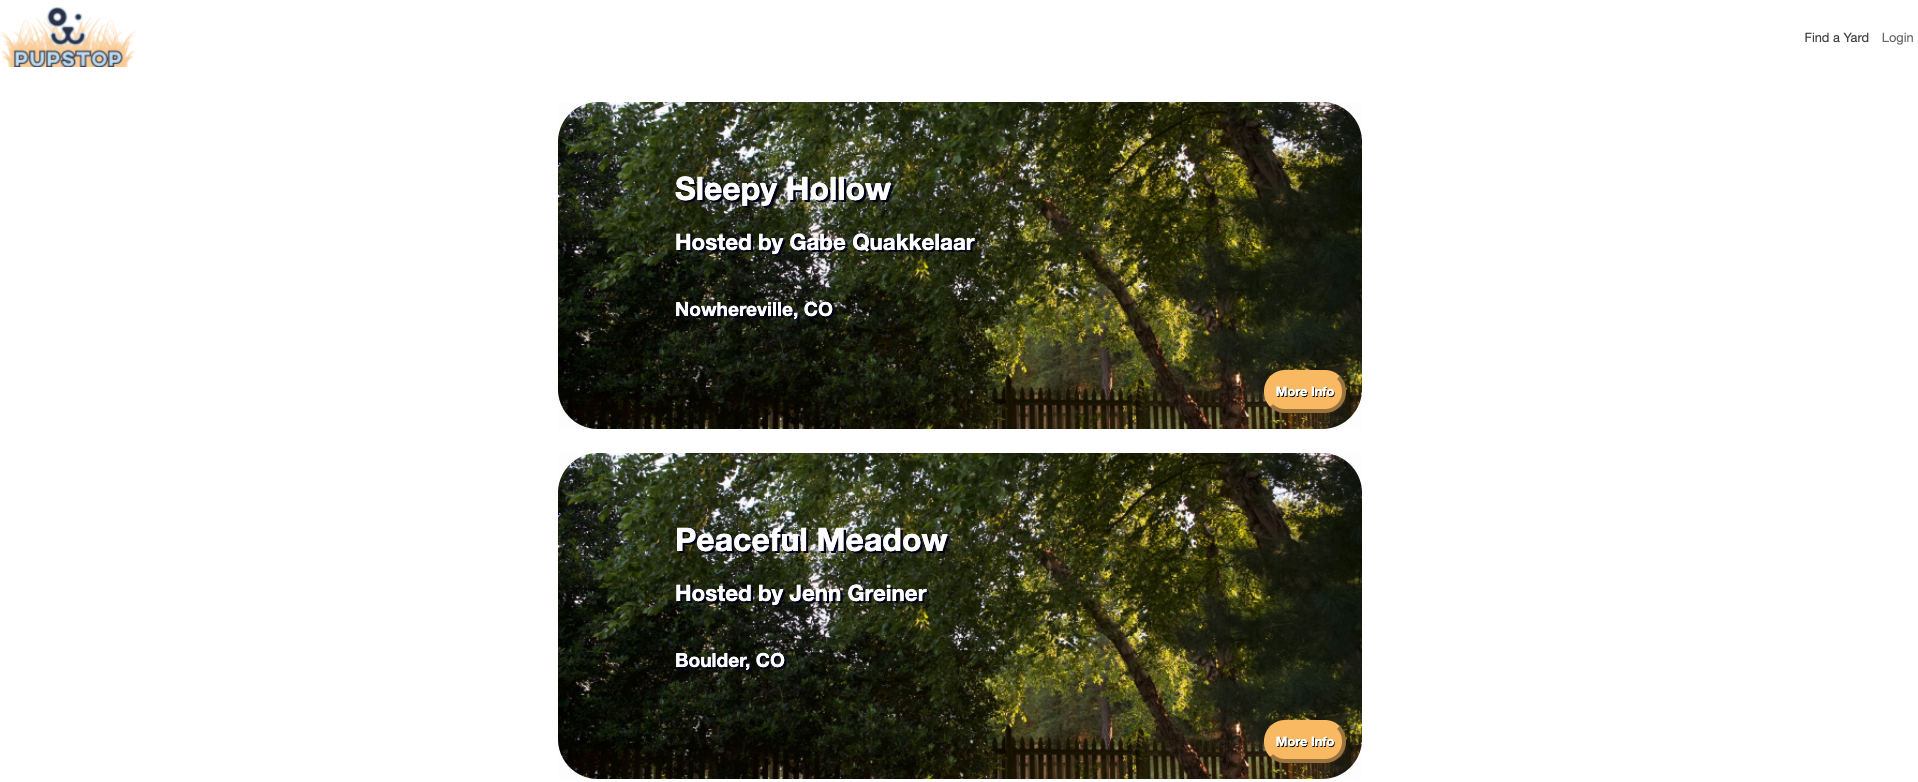 PUPSTOP
Find a Yard Login
Sleepy Hollow
Hosted by Gabe Quakkelaar
Nowhereville, CO
More Info
Peaceful Meadow
Hosted by Jenn Greiner
Boulder, CO
More Info